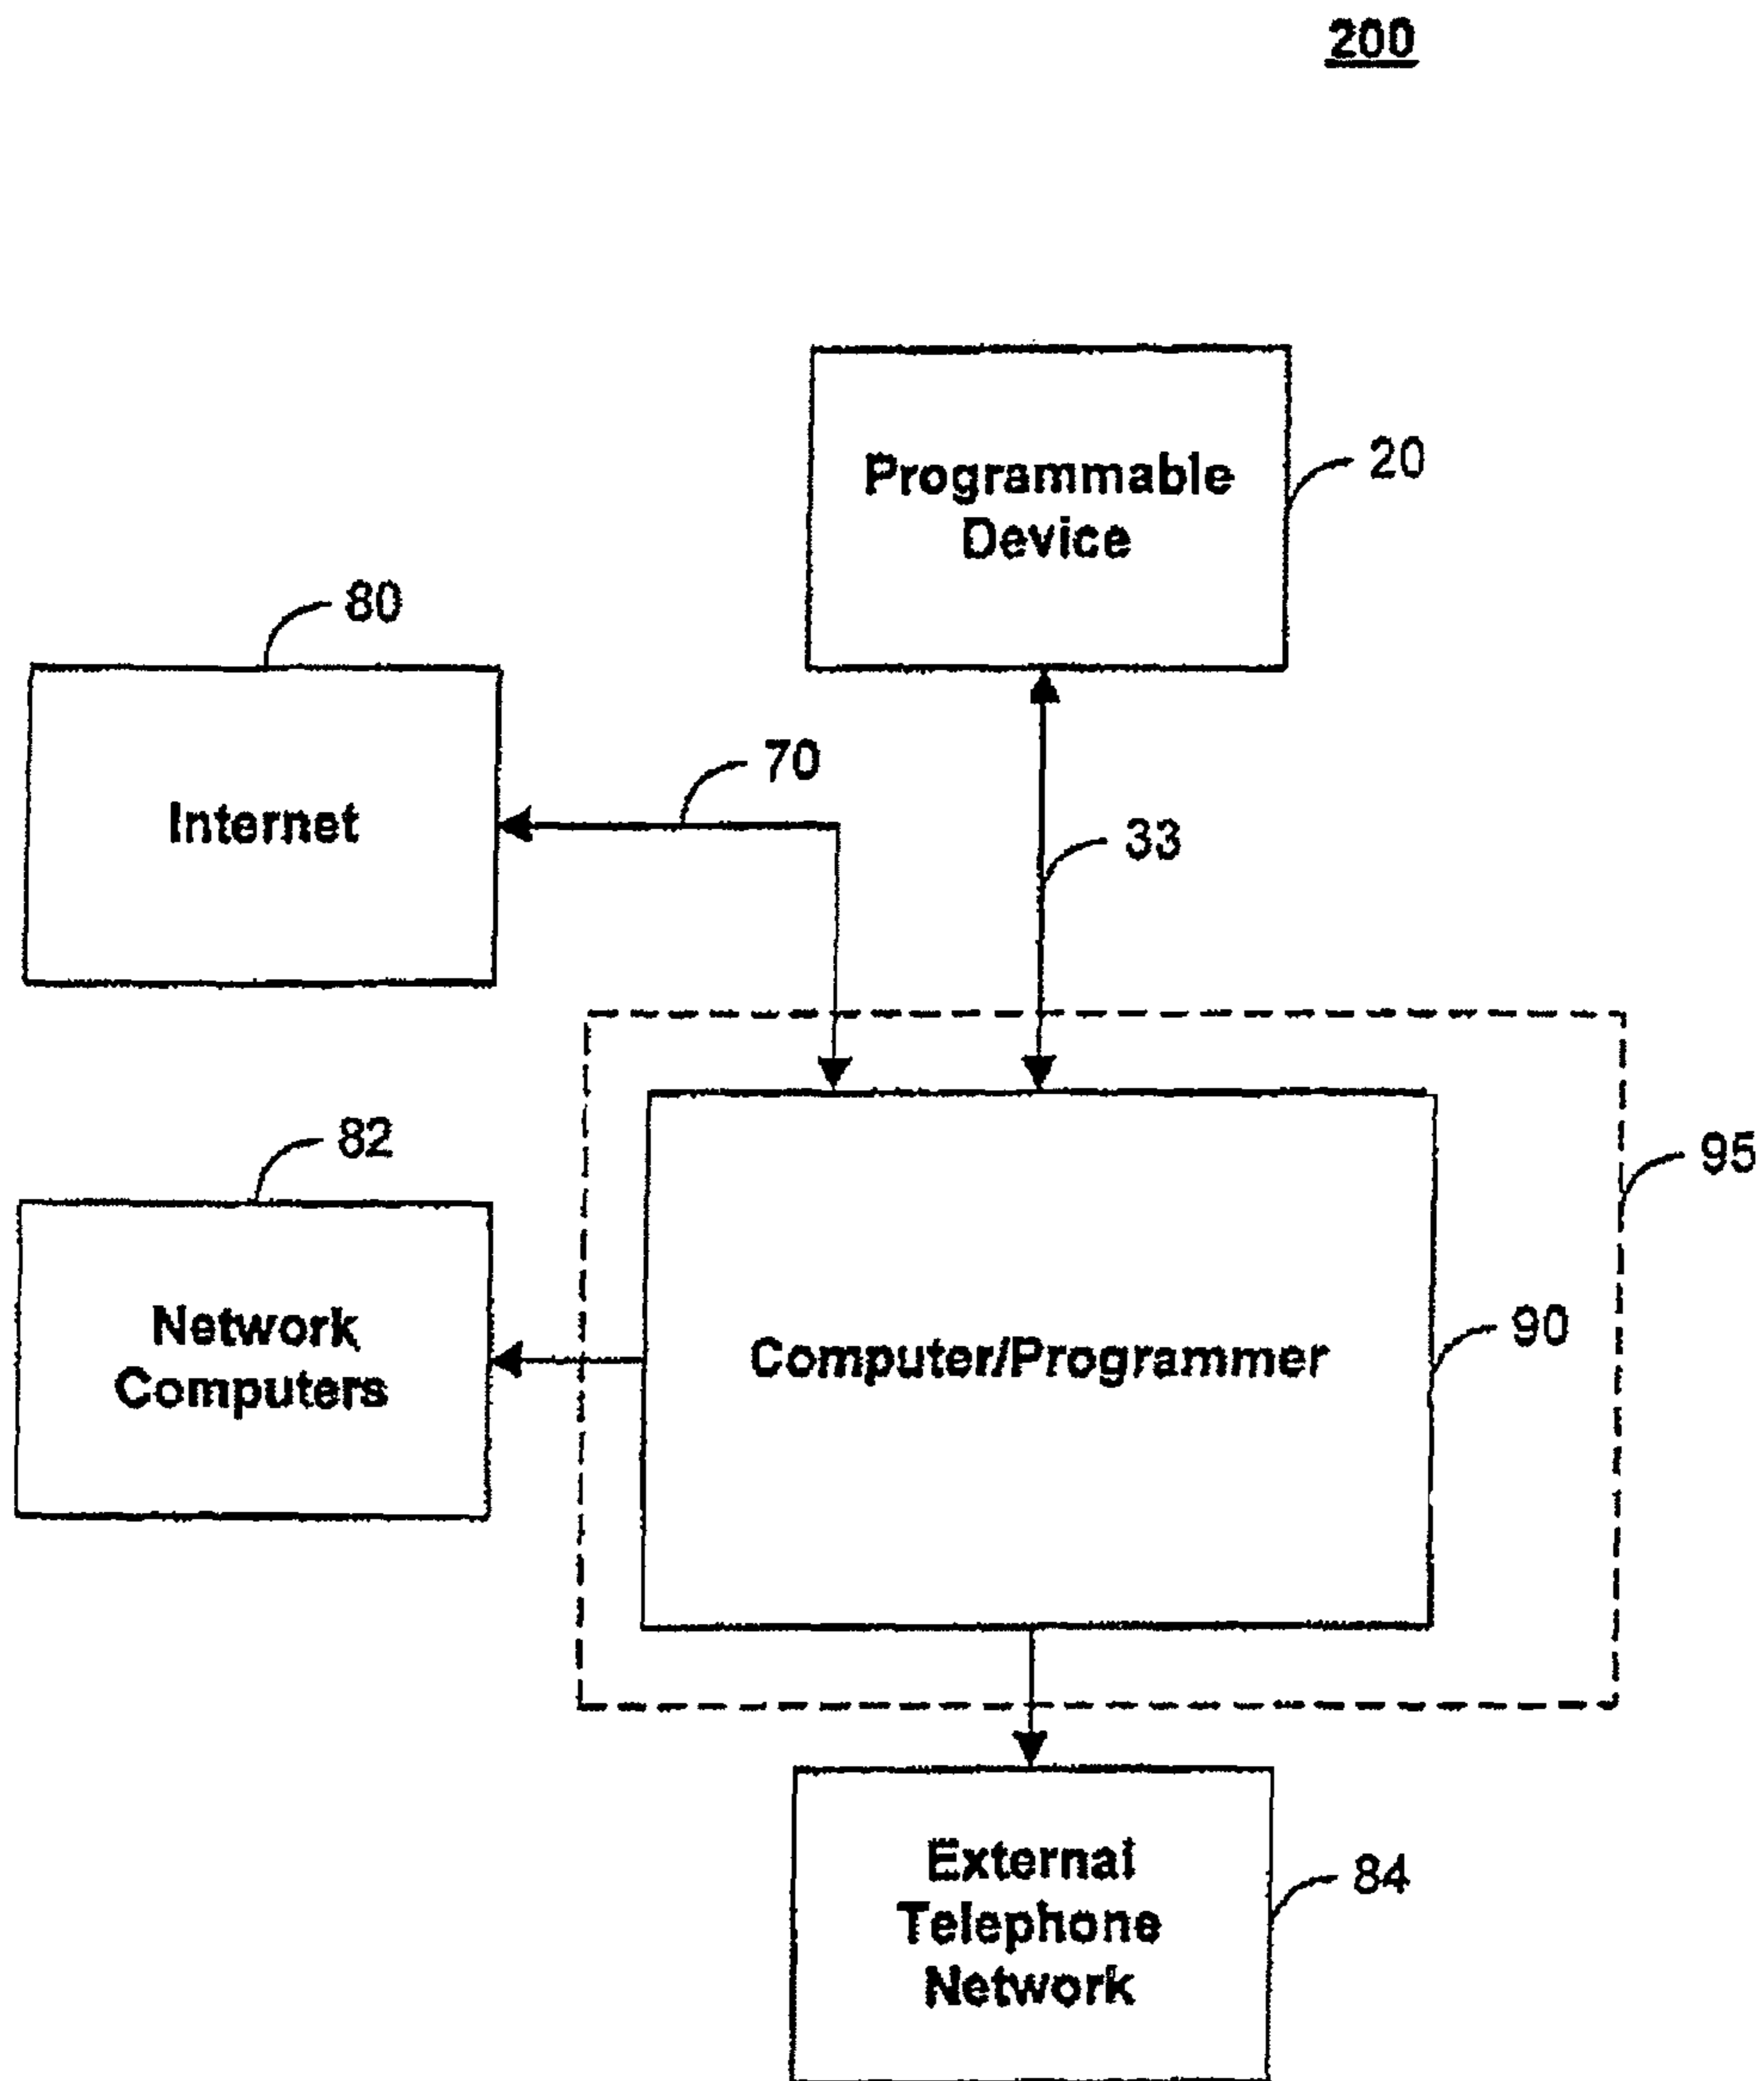 200
Programmable
Device
20
80
Internet
70
33
82
Network
Computers
95
Computer/Programmer
90
External
Telephone
Network
84